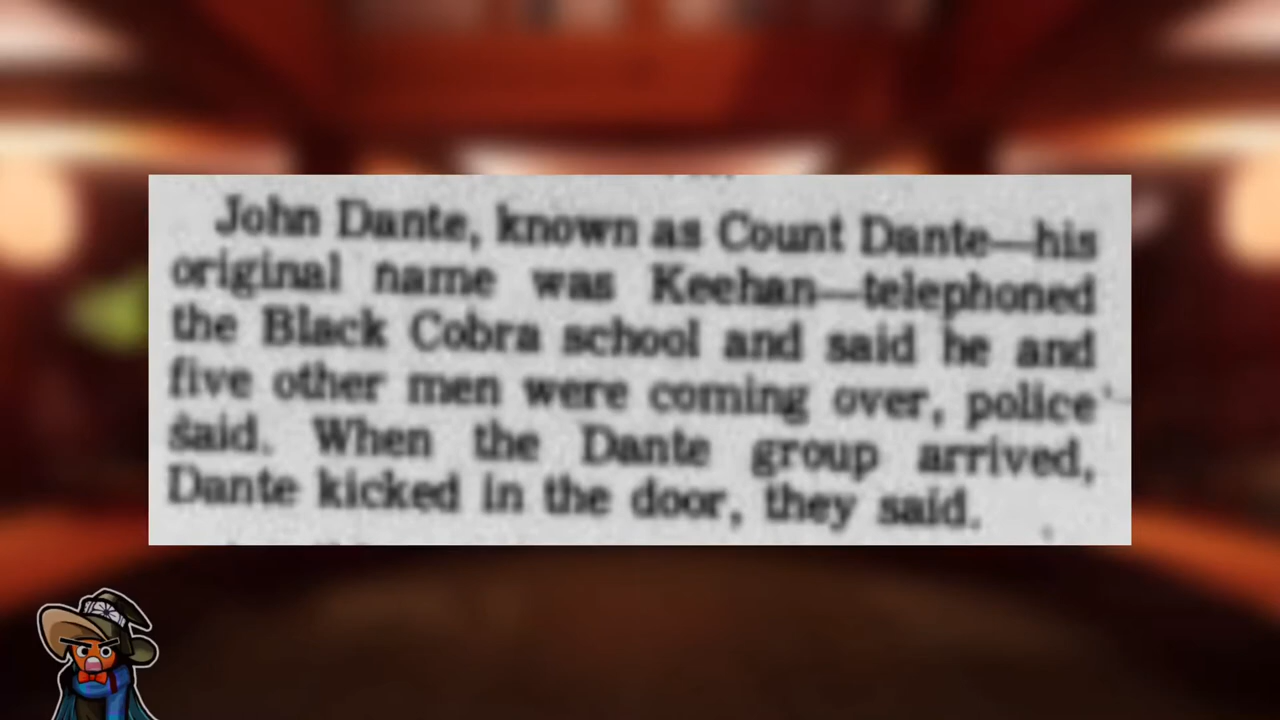 John Dante, known as Count Dante—his
original name was Keehan—telephoned
the Black Cobra school and said he and
five other men were coming over, police
said. When the Dante group arrived,
Dante kicked in the door, they said.